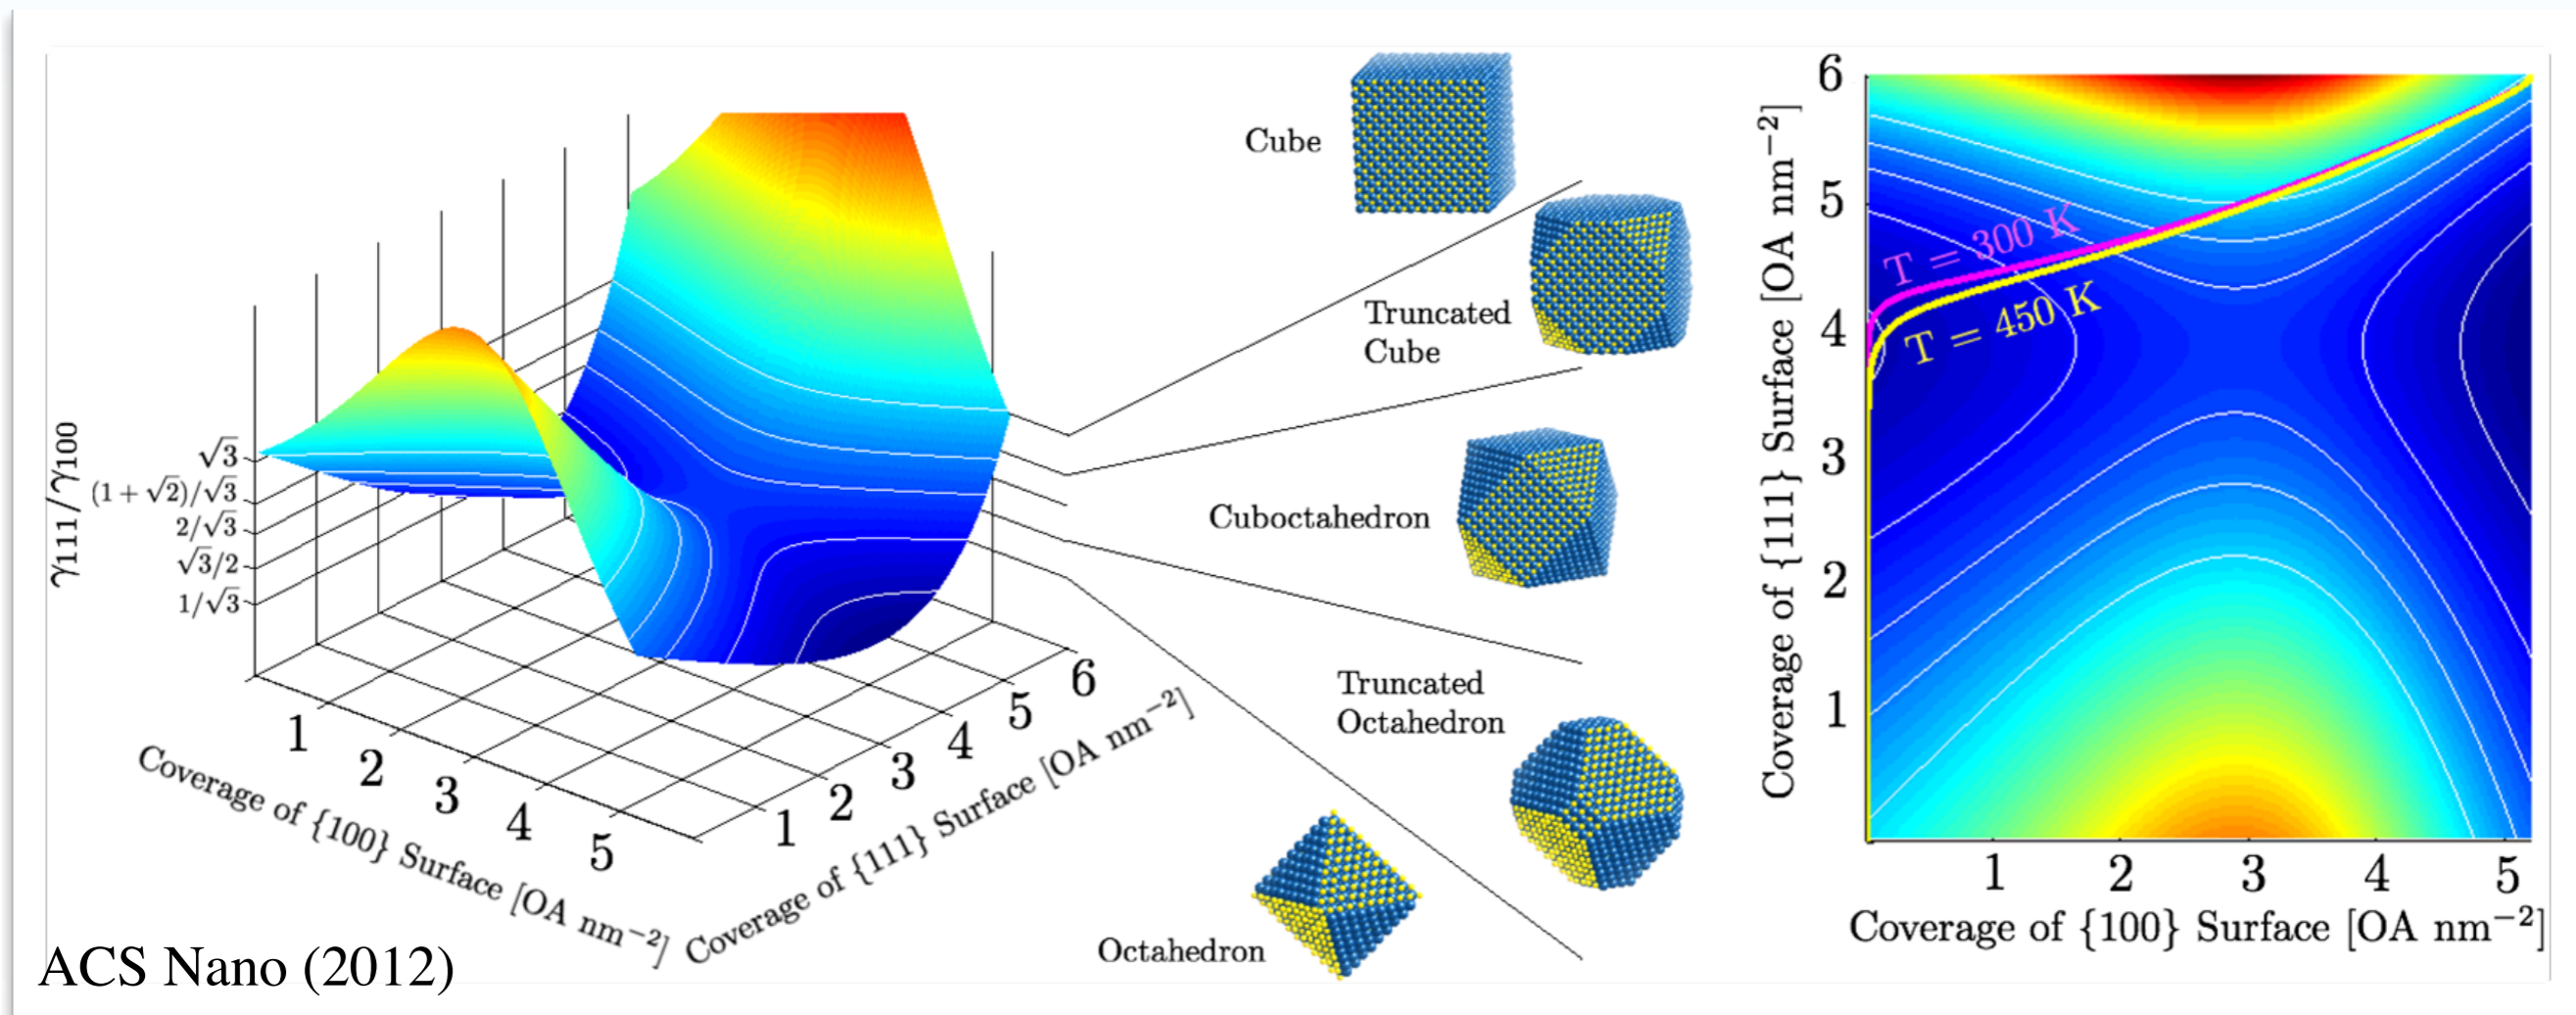 γ111/γ100
√3
(1 + √2)/√3
2/√3
√3/2
1/√3
1
2
3
4
5
Coverage of {100} Surface [OA nm⁻²]
1
2
3
4
5
6
Coverage of {111} Surface [OA nm⁻²]
Cube
Truncated
Cube
Cuboctahedron
Truncated
Octahedron
Octahedron
Coverage of {111} Surface [OA nm⁻²]
6
5
4
3
2
1
T = 300 K
T = 450 K
1
2
3
4
5
Coverage of {100} Surface [OA nm⁻²]
ACS Nano (2012)